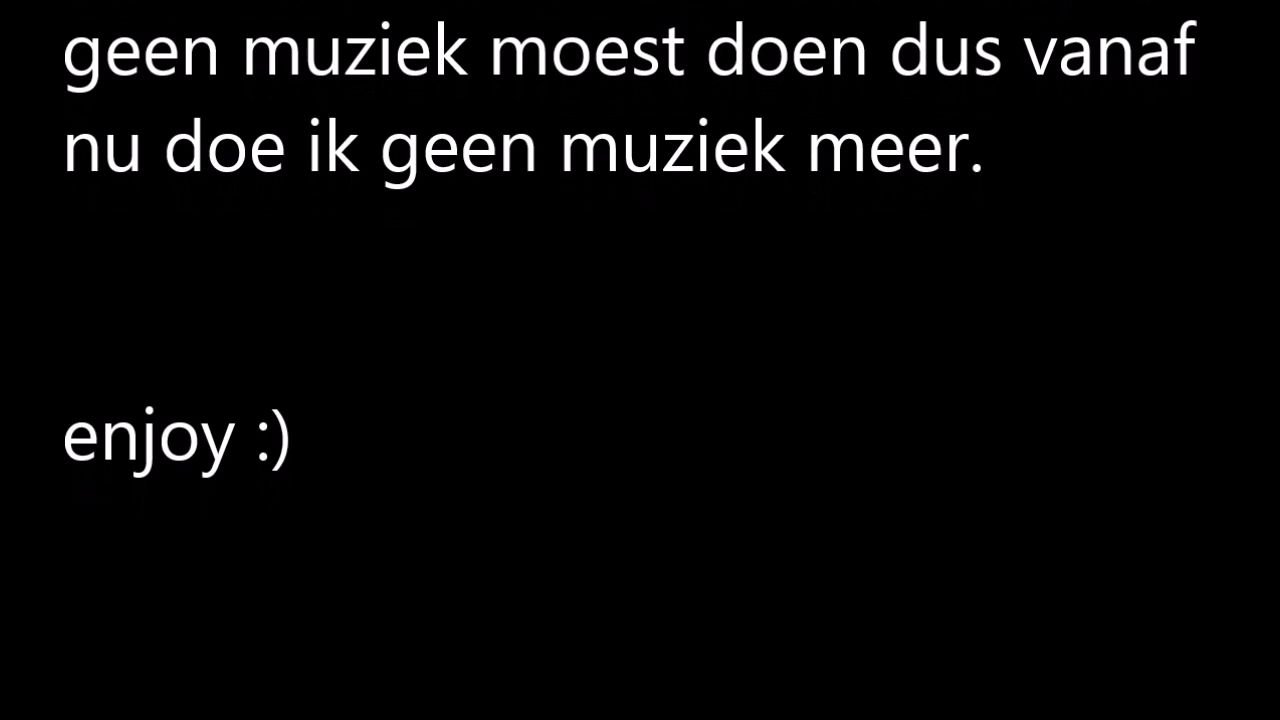 geen muziek moest doen dus vanaf
nu doe ik geen muziek meer.
enjoy :)